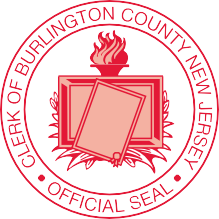 CLERK OF BURLINGTON COUNTY NEW JERSEY
• OFFICIAL SEAL •